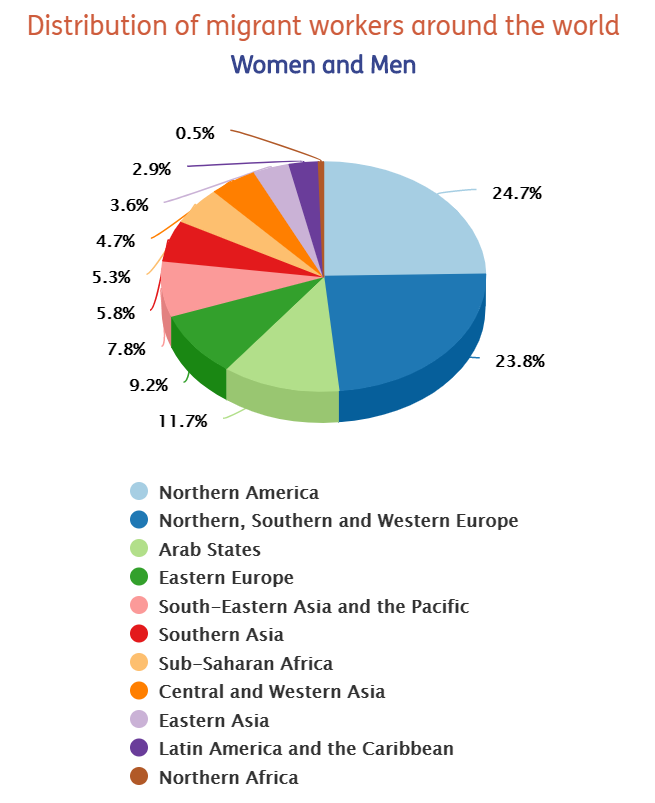 Distribution of migrant workers around the world
Women and Men
0.5%
2.9%
24.7%
3.6%
4.7%
5.3%
5.8%
7.8%
23.8%
9.2%
11.7%
Northern America
Northern, Southern and Western Europe
Arab States
Eastern Europe
South-Eastern Asia and the Pacific
Southern Asia
Sub-Saharan Africa
Central and Western Asia
Eastern Asia
Latin America and the Caribbean
Northern Africa